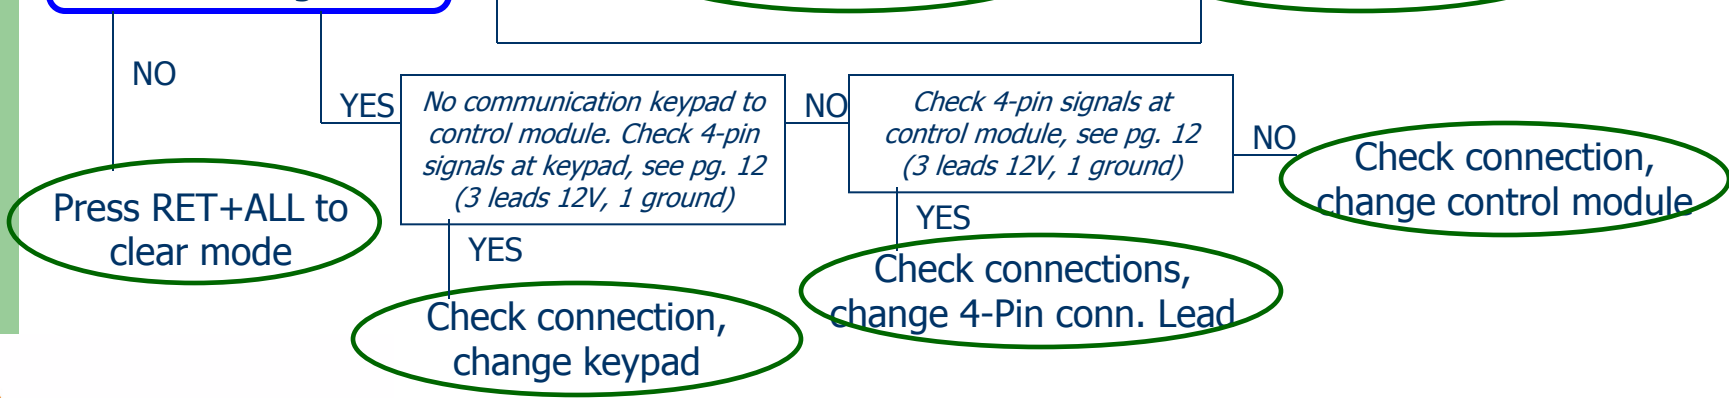 NO
YES
No communication keypad to
control module. Check 4-pin
signals at keypad, see pg. 12
(3 leads 12V, 1 ground)
NO
Check 4-pin signals at
control module, see pg. 12
(3 leads 12V, 1 ground)
NO
Check connection,
change control module
Press RET+ALL to
clear mode
YES
Check connection,
change keypad
YES
Check connections,
change 4-Pin conn. Lead